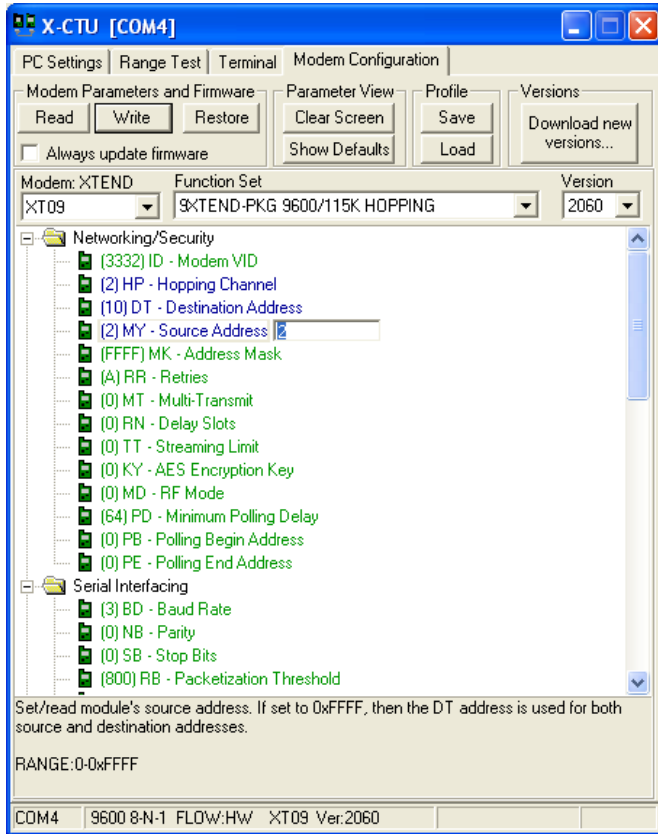 X-CTU [COM4]
PC Settings Range Test Terminal Modem Configuration
Modem Parameters and Firmware Parameter View Profile Versions
Read Write Restore Clear Screen Save Download new versions...
Always update firmware Show Defaults Load
Modem: XTEND Function Set Version
XT09 9XTEND-PKG 9600/115K HOPPING 2060
Networking/Security
(3332) ID - Modem VID
(2) HP - Hopping Channel
(10) DT - Destination Address
(2) MY - Source Address 2
(FFFF) MK - Address Mask
(A) RR - Retries
(0) MT - Multi-Transmit
(0) RN - Delay Slots
(0) TT - Streaming Limit
(0) KY - AES Encryption Key
(0) MD - RF Mode
(64) PD - Minimum Polling Delay
(0) PB - Polling Begin Address
(0) PE - Polling End Address
Serial Interfacing
(3) BD - Baud Rate
(0) NB - Parity
(0) SB - Stop Bits
(800) RB - Packetization Threshold
Set/read module's source address. If set to 0xFFFF, then the DT address is used for both
source and destination addresses.
RANGE:0-0xFFFF
COM4 9600 8-N-1 FLOW:HW XT09 Ver:2060